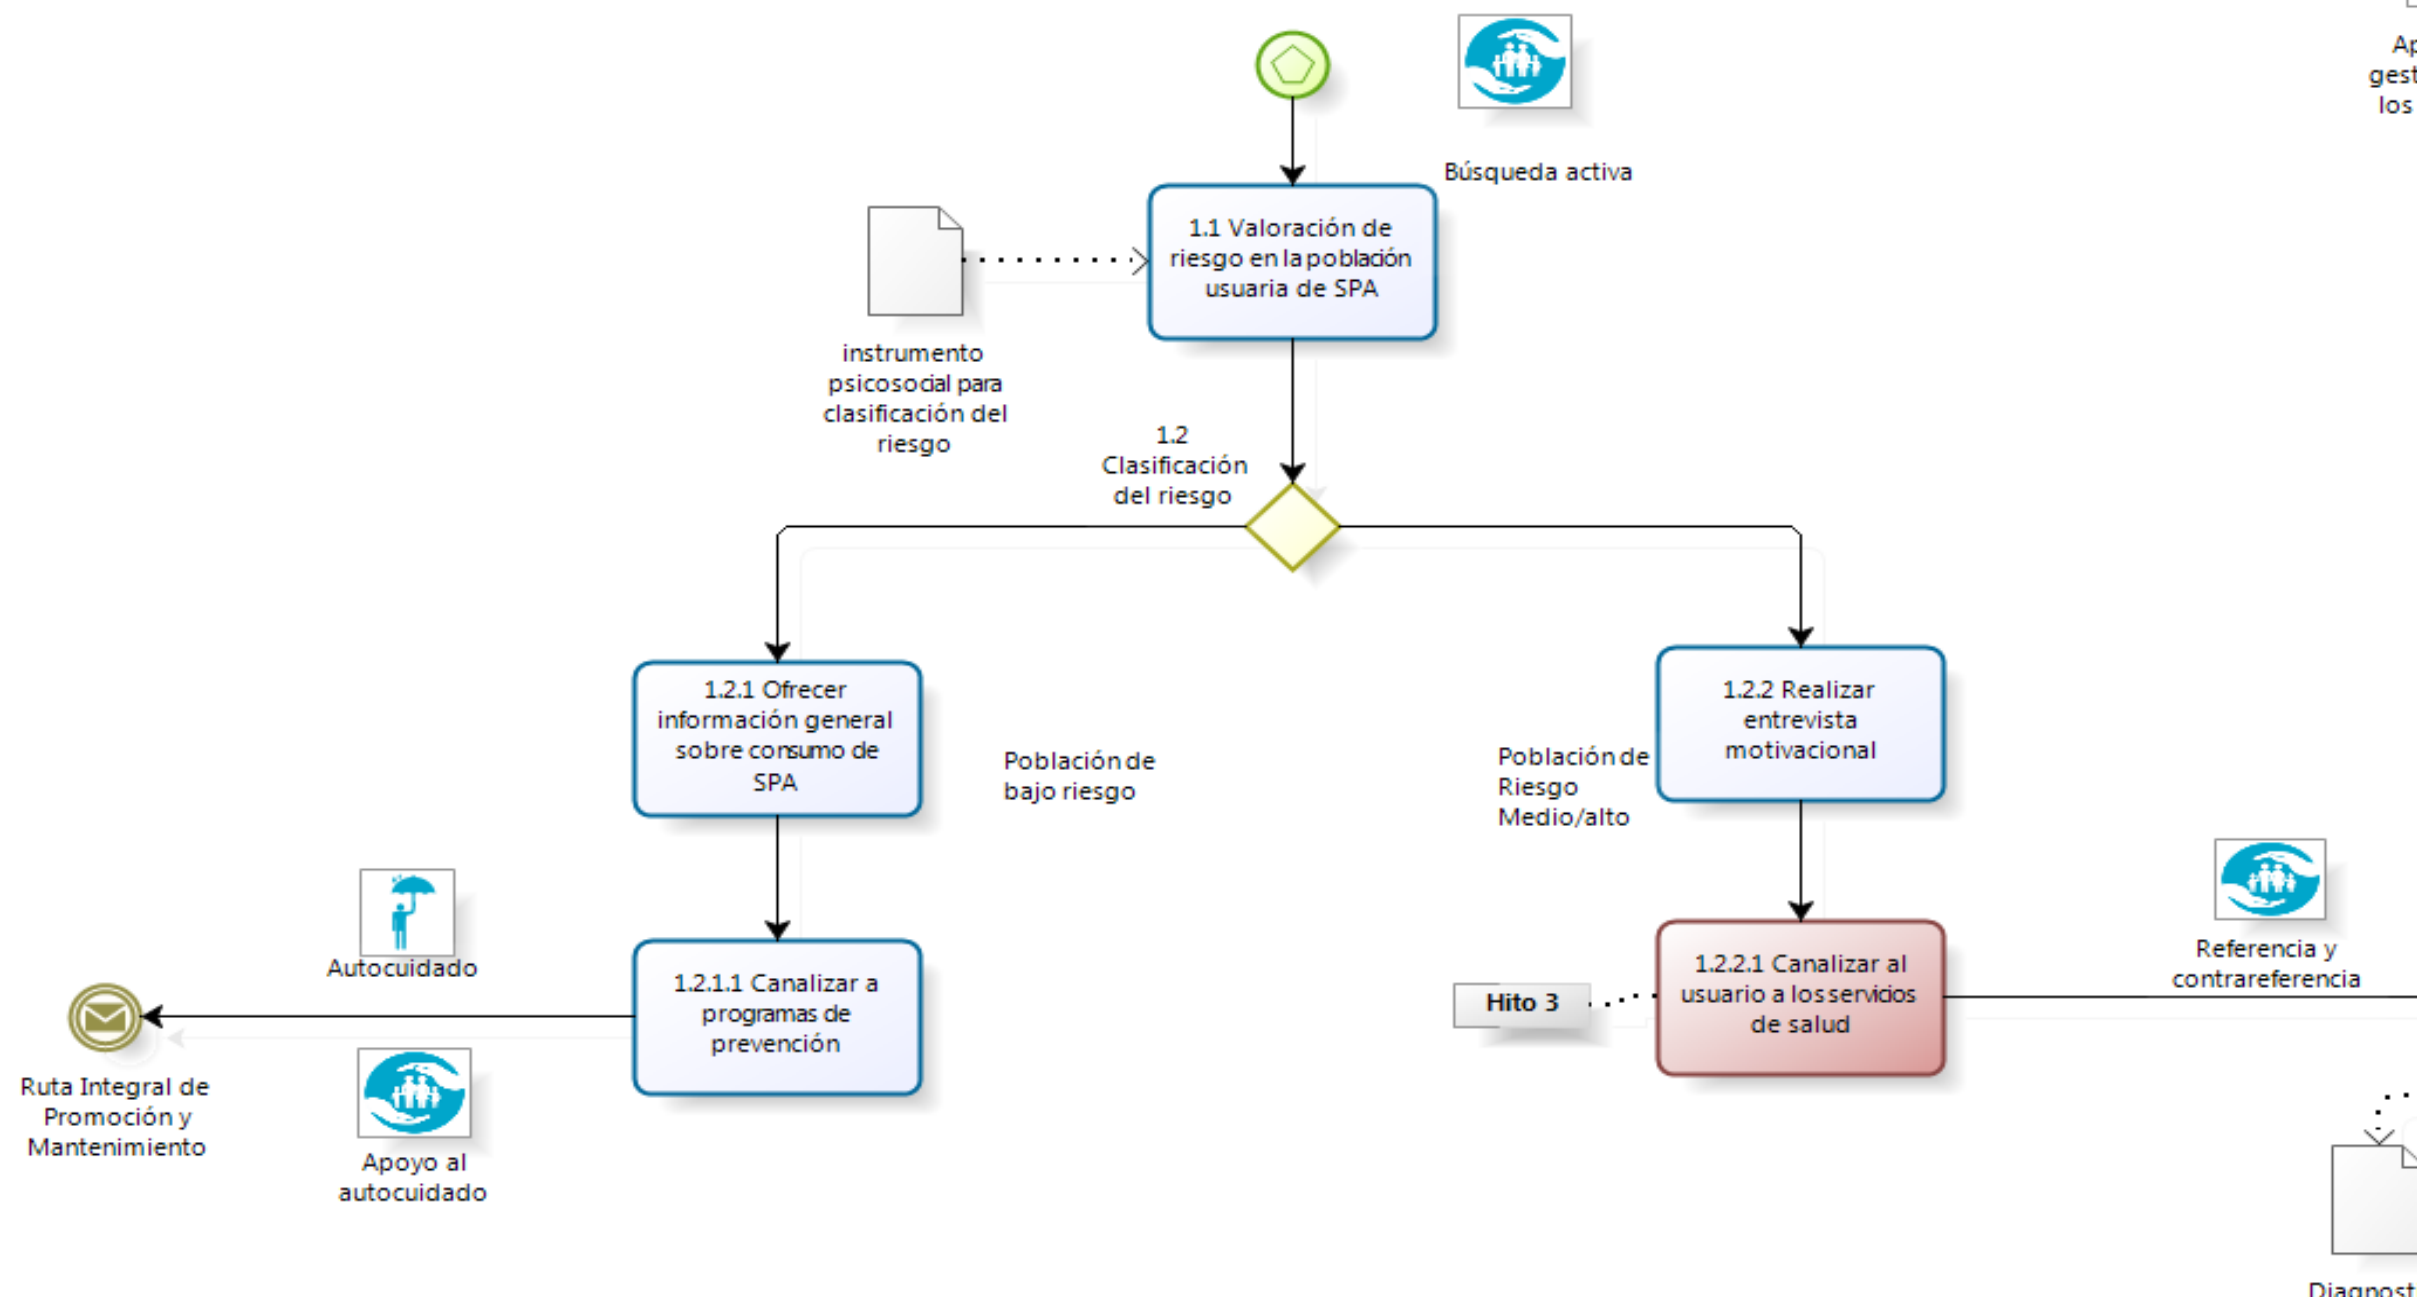 Búsqueda activa
1.1 Valoración de
riesgo en la población
usuaria de SPA
instrumento
psicosocial para
clasificación del
riesgo
1.2
Clasificación
del riesgo
1.2.1 Ofrecer
información general
sobre consumo de
SPA
Población de
bajo riesgo
1.2.2 Realizar
entrevista
motivacional
Población de
Riesgo
Medio/alto
Autocuidado
1.2.1.1 Canalizar a
programas de
prevención
Ruta Integral de
Promoción y
Mantenimiento
Apoyo al
autocuidado
Hito 3
1.2.2.1 Canalizar al
usuario a los servicios
de salud
Referencia y
contrareferencia
los